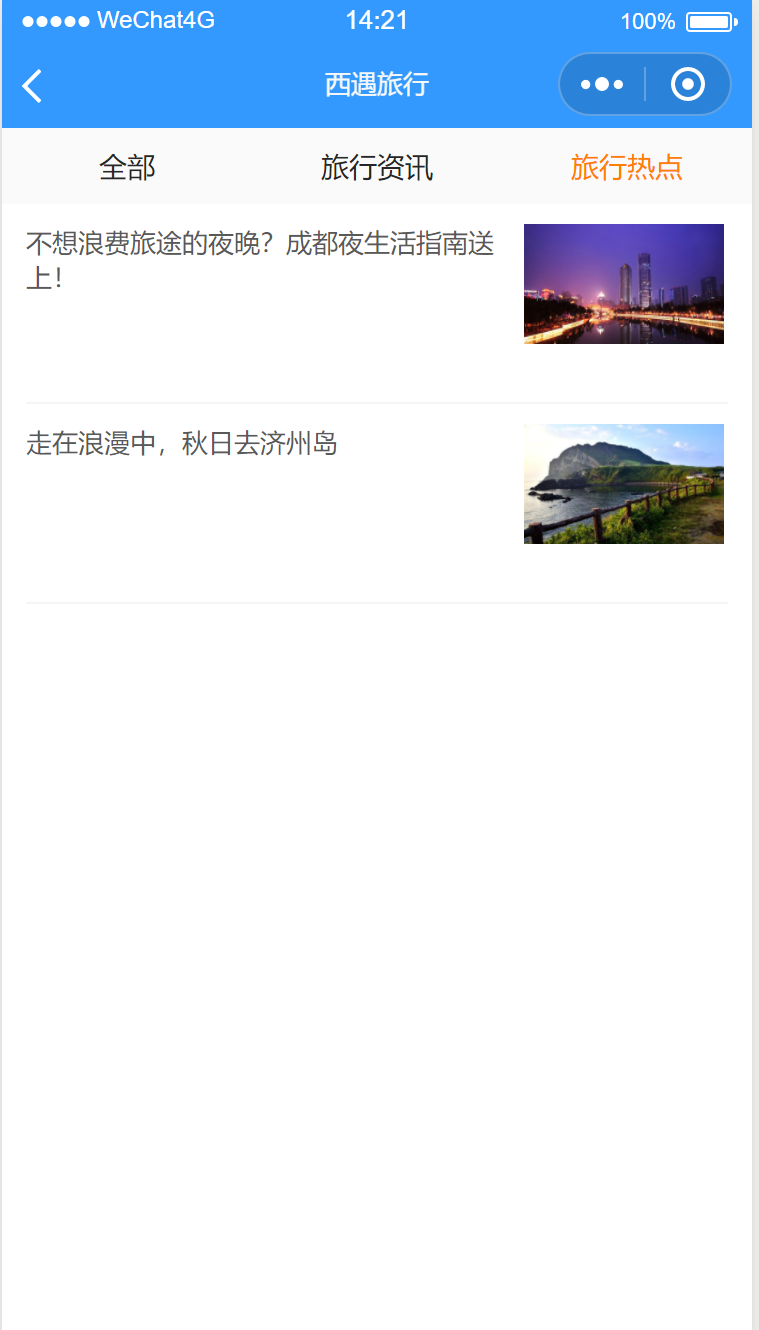 WeChat4G 14:21 100%
西遇旅行
全部 旅行资讯 旅行热点
不想浪费旅途的夜晚？成都夜生活指南送
上！
走在浪漫中，秋日去济州岛